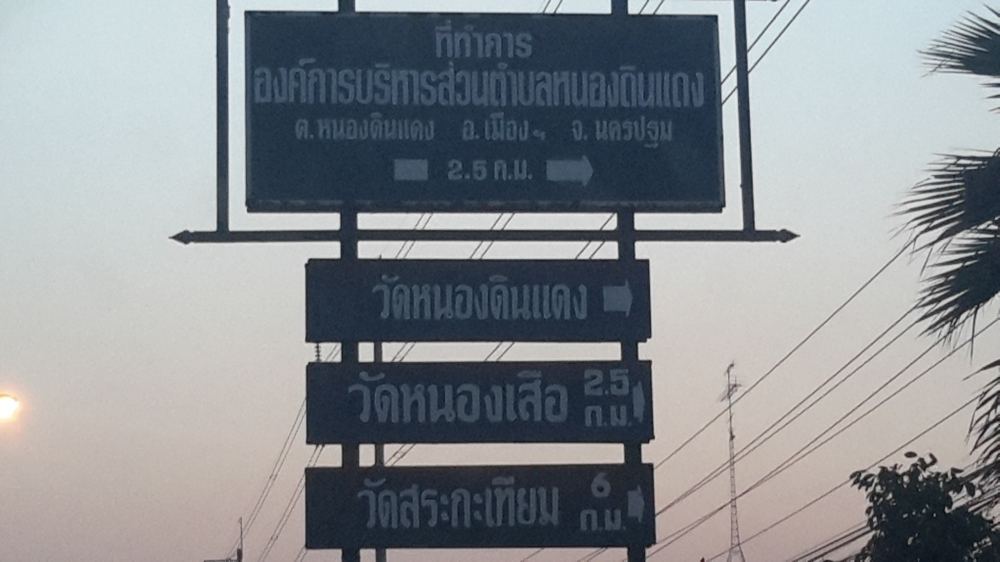 ที่ทำการ
องค์การบริหารส่วนตำบลหนองดินแดง
ต.หนองดินแดง อ.เมืองฯ จ.นครปฐม
2.5 ก.ม.
วัดหนองดินแดง
วัดหนองเสือ 2.5 ก.ม.
วัดสระกะเทียม 6 ก.ม.